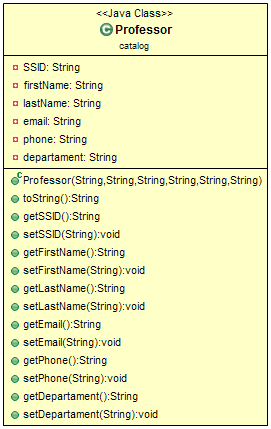 <<Java Class>>
Professor
catalog
SSID: String
firstName: String
lastName: String
email: String
phone: String
departament: String
Professor(String,String,String,String,String,String)
toString():String
getSSID():String
setSSID(String):void
getFirstName():String
setFirstName(String):void
getLastName():String
setLastName(String):void
getEmail():String
setEmail(String):void
getPhone():String
setPhone(String):void
getDepartament():String
setDepartament(String):void